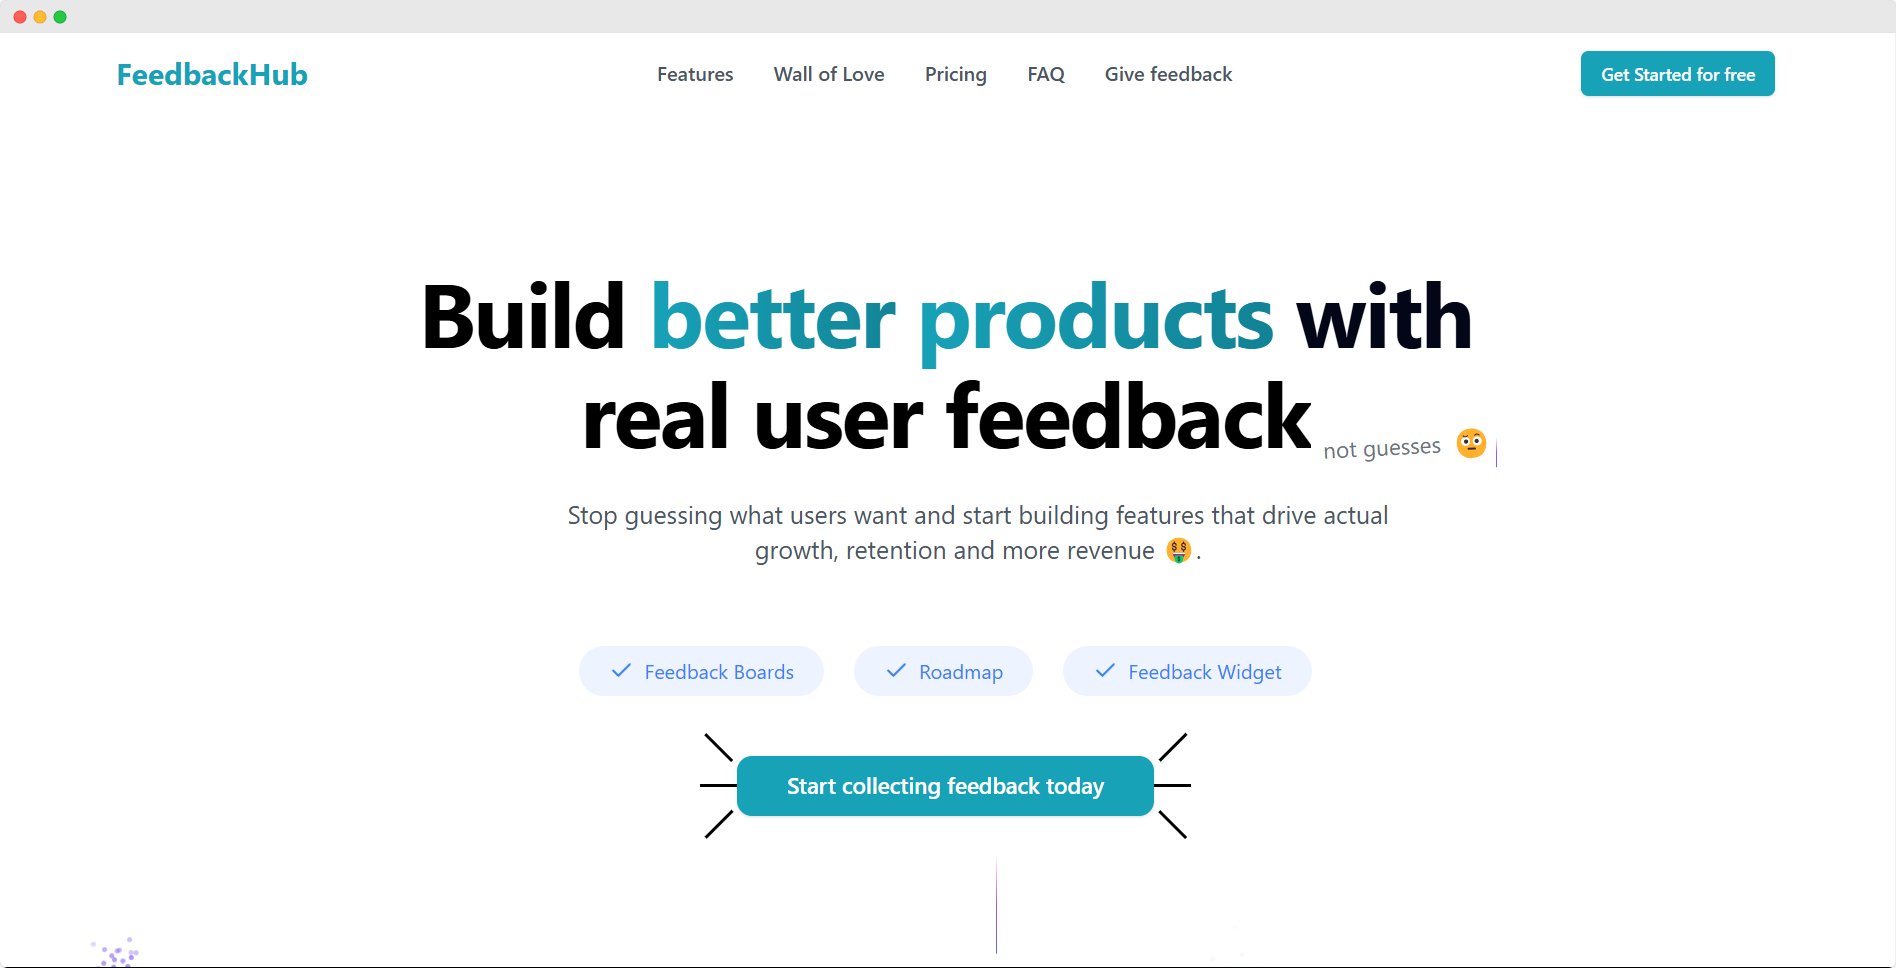 FeedbackHub
Features
Wall of Love
Pricing
FAQ
Give feedback
Get Started for free
Build better products with
real user feedback
not guesses 🤨
Stop guessing what users want and start building features that drive actual
growth, retention and more revenue 🤑.
Feedback Boards
Roadmap
Feedback Widget
Start collecting feedback today